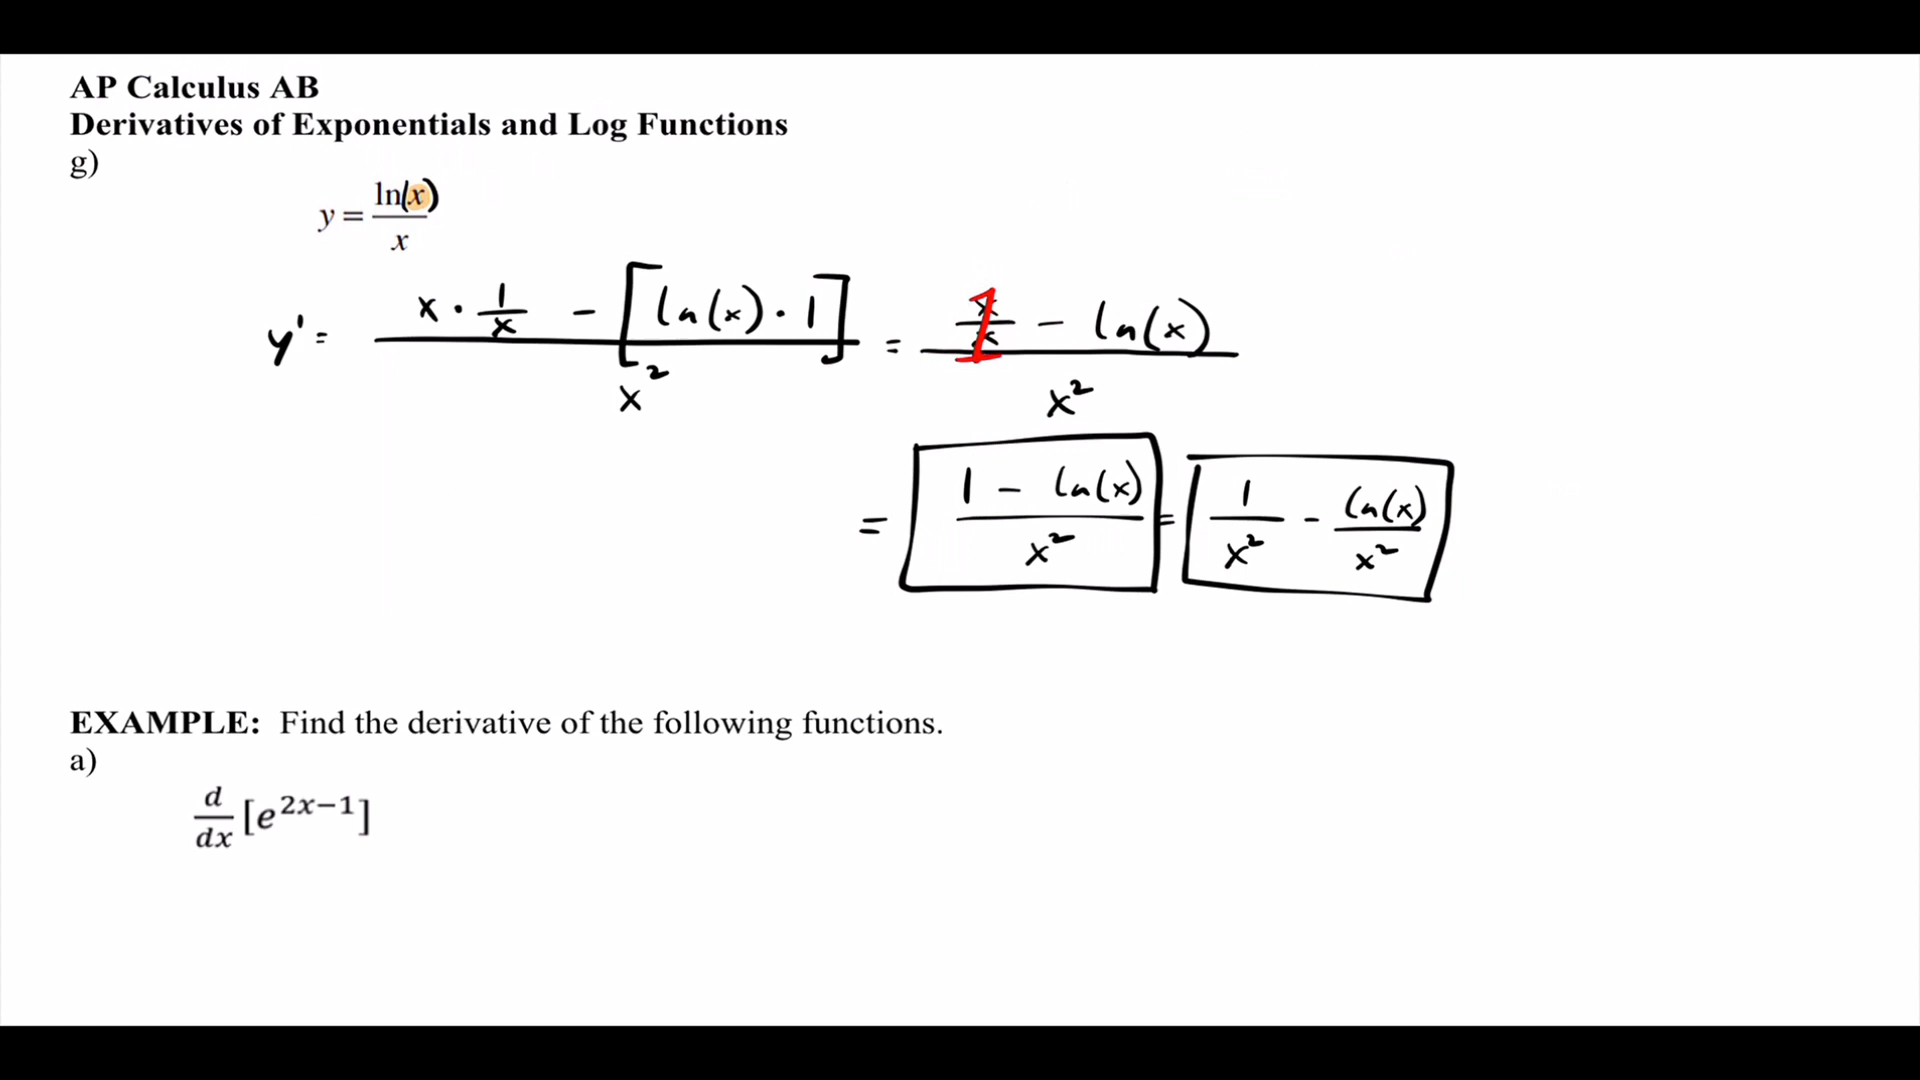 AP Calculus AB
Derivatives of Exponentials and Log Functions
g)
y = ln(x)/x
y' = (x · 1/x − [ln(x) · 1])/x² = (x/x 1 − ln(x))/x²
= (1 − ln(x))/x² = 1/x² − ln(x)/x²
EXAMPLE: Find the derivative of the following functions.
a)
d/dx [e^(2x−1)]